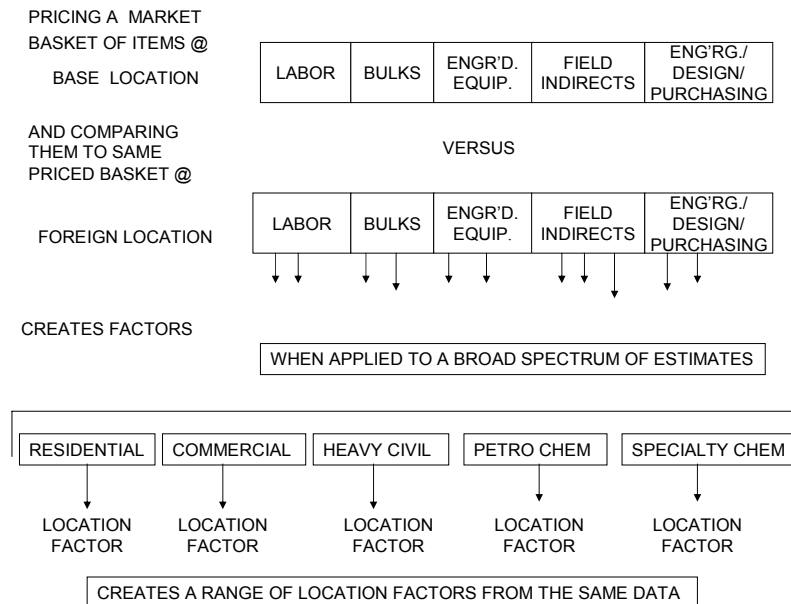 PRICING A MARKET
BASKET OF ITEMS @
BASE LOCATION
LABOR
BULKS
ENGR'D.
EQUIP.
FIELD
INDIRECTS
ENG'RG./
DESIGN/
PURCHASING
AND COMPARING
THEM TO SAME
PRICED BASKET @
VERSUS
FOREIGN LOCATION
LABOR
BULKS
ENGR'D.
EQUIP.
FIELD
INDIRECTS
ENG'RG./
DESIGN/
PURCHASING
CREATES FACTORS
WHEN APPLIED TO A BROAD SPECTRUM OF ESTIMATES
RESIDENTIAL
COMMERCIAL
HEAVY CIVIL
PETRO CHEM
SPECIALTY CHEM
LOCATION
FACTOR
LOCATION
FACTOR
LOCATION
FACTOR
LOCATION
FACTOR
LOCATION
FACTOR
CREATES A RANGE OF LOCATION FACTORS FROM THE SAME DATA